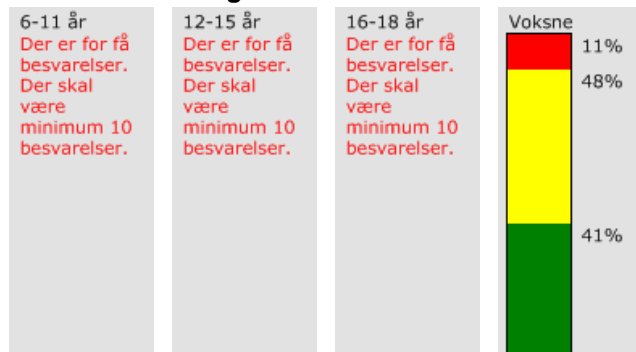 6-11 år
Der er for få
besvarelser.
Der skal
være
minimum 10
besvarelser.
12-15 år
Der er for få
besvarelser.
Der skal
være
minimum 10
besvarelser.
16-18 år
Der er for få
besvarelser.
Der skal
være
minimum 10
besvarelser.
Voksne
11%
48%
41%